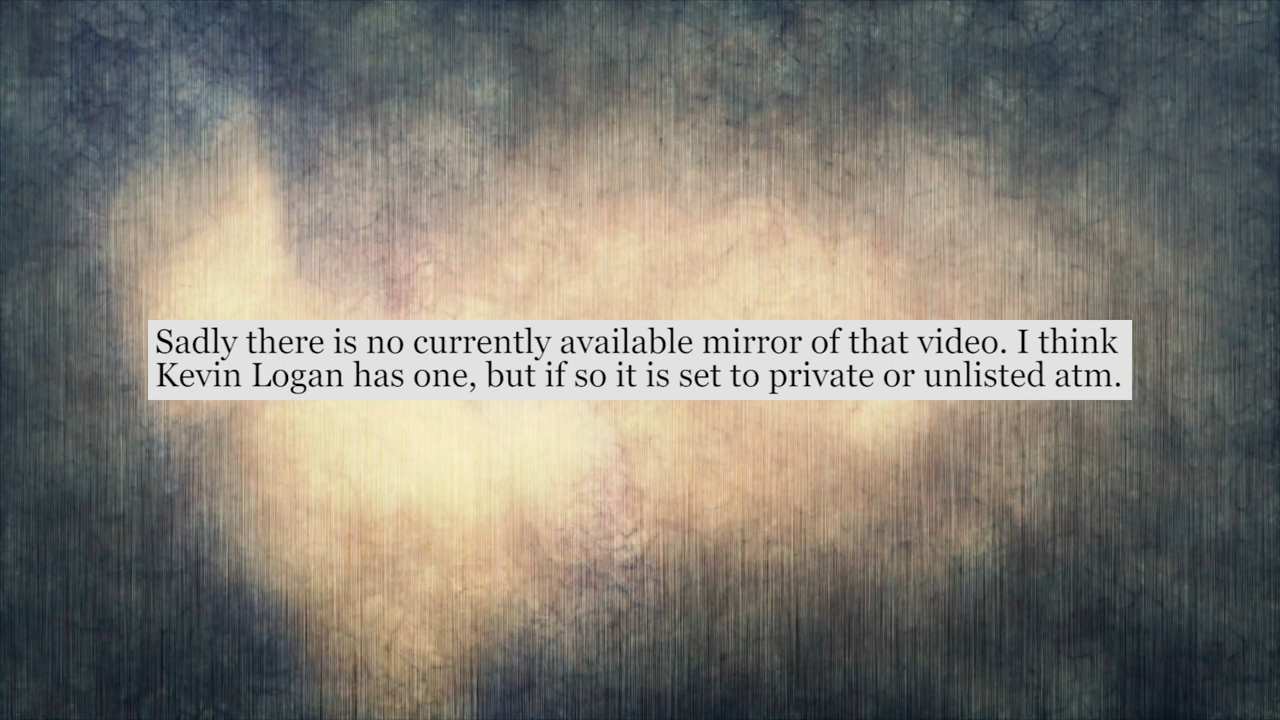 Sadly there is no currently available mirror of that video. I think
Kevin Logan has one, but if so it is set to private or unlisted atm.